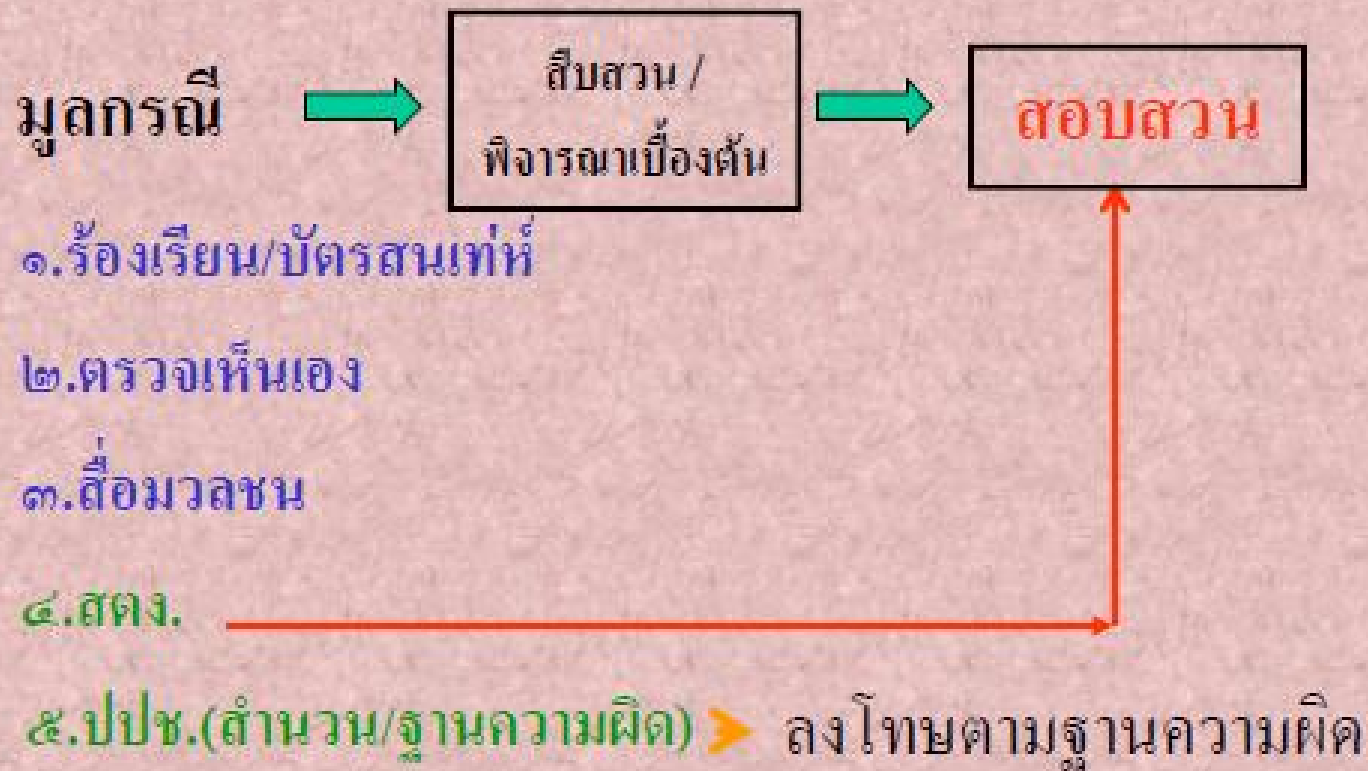 มูลกรณี
สืบสวน /
พิจารณาเบื้องต้น
สอบสวน
๑.ร้องเรียน/บัตรสนเท่ห์
๒.ตรวจเห็นเอง
๓.สื่อมวลชน
๔.สตง.
๕.ปปช.(สำนวน/ฐานความผิด) ลงโทษตามฐานความผิด